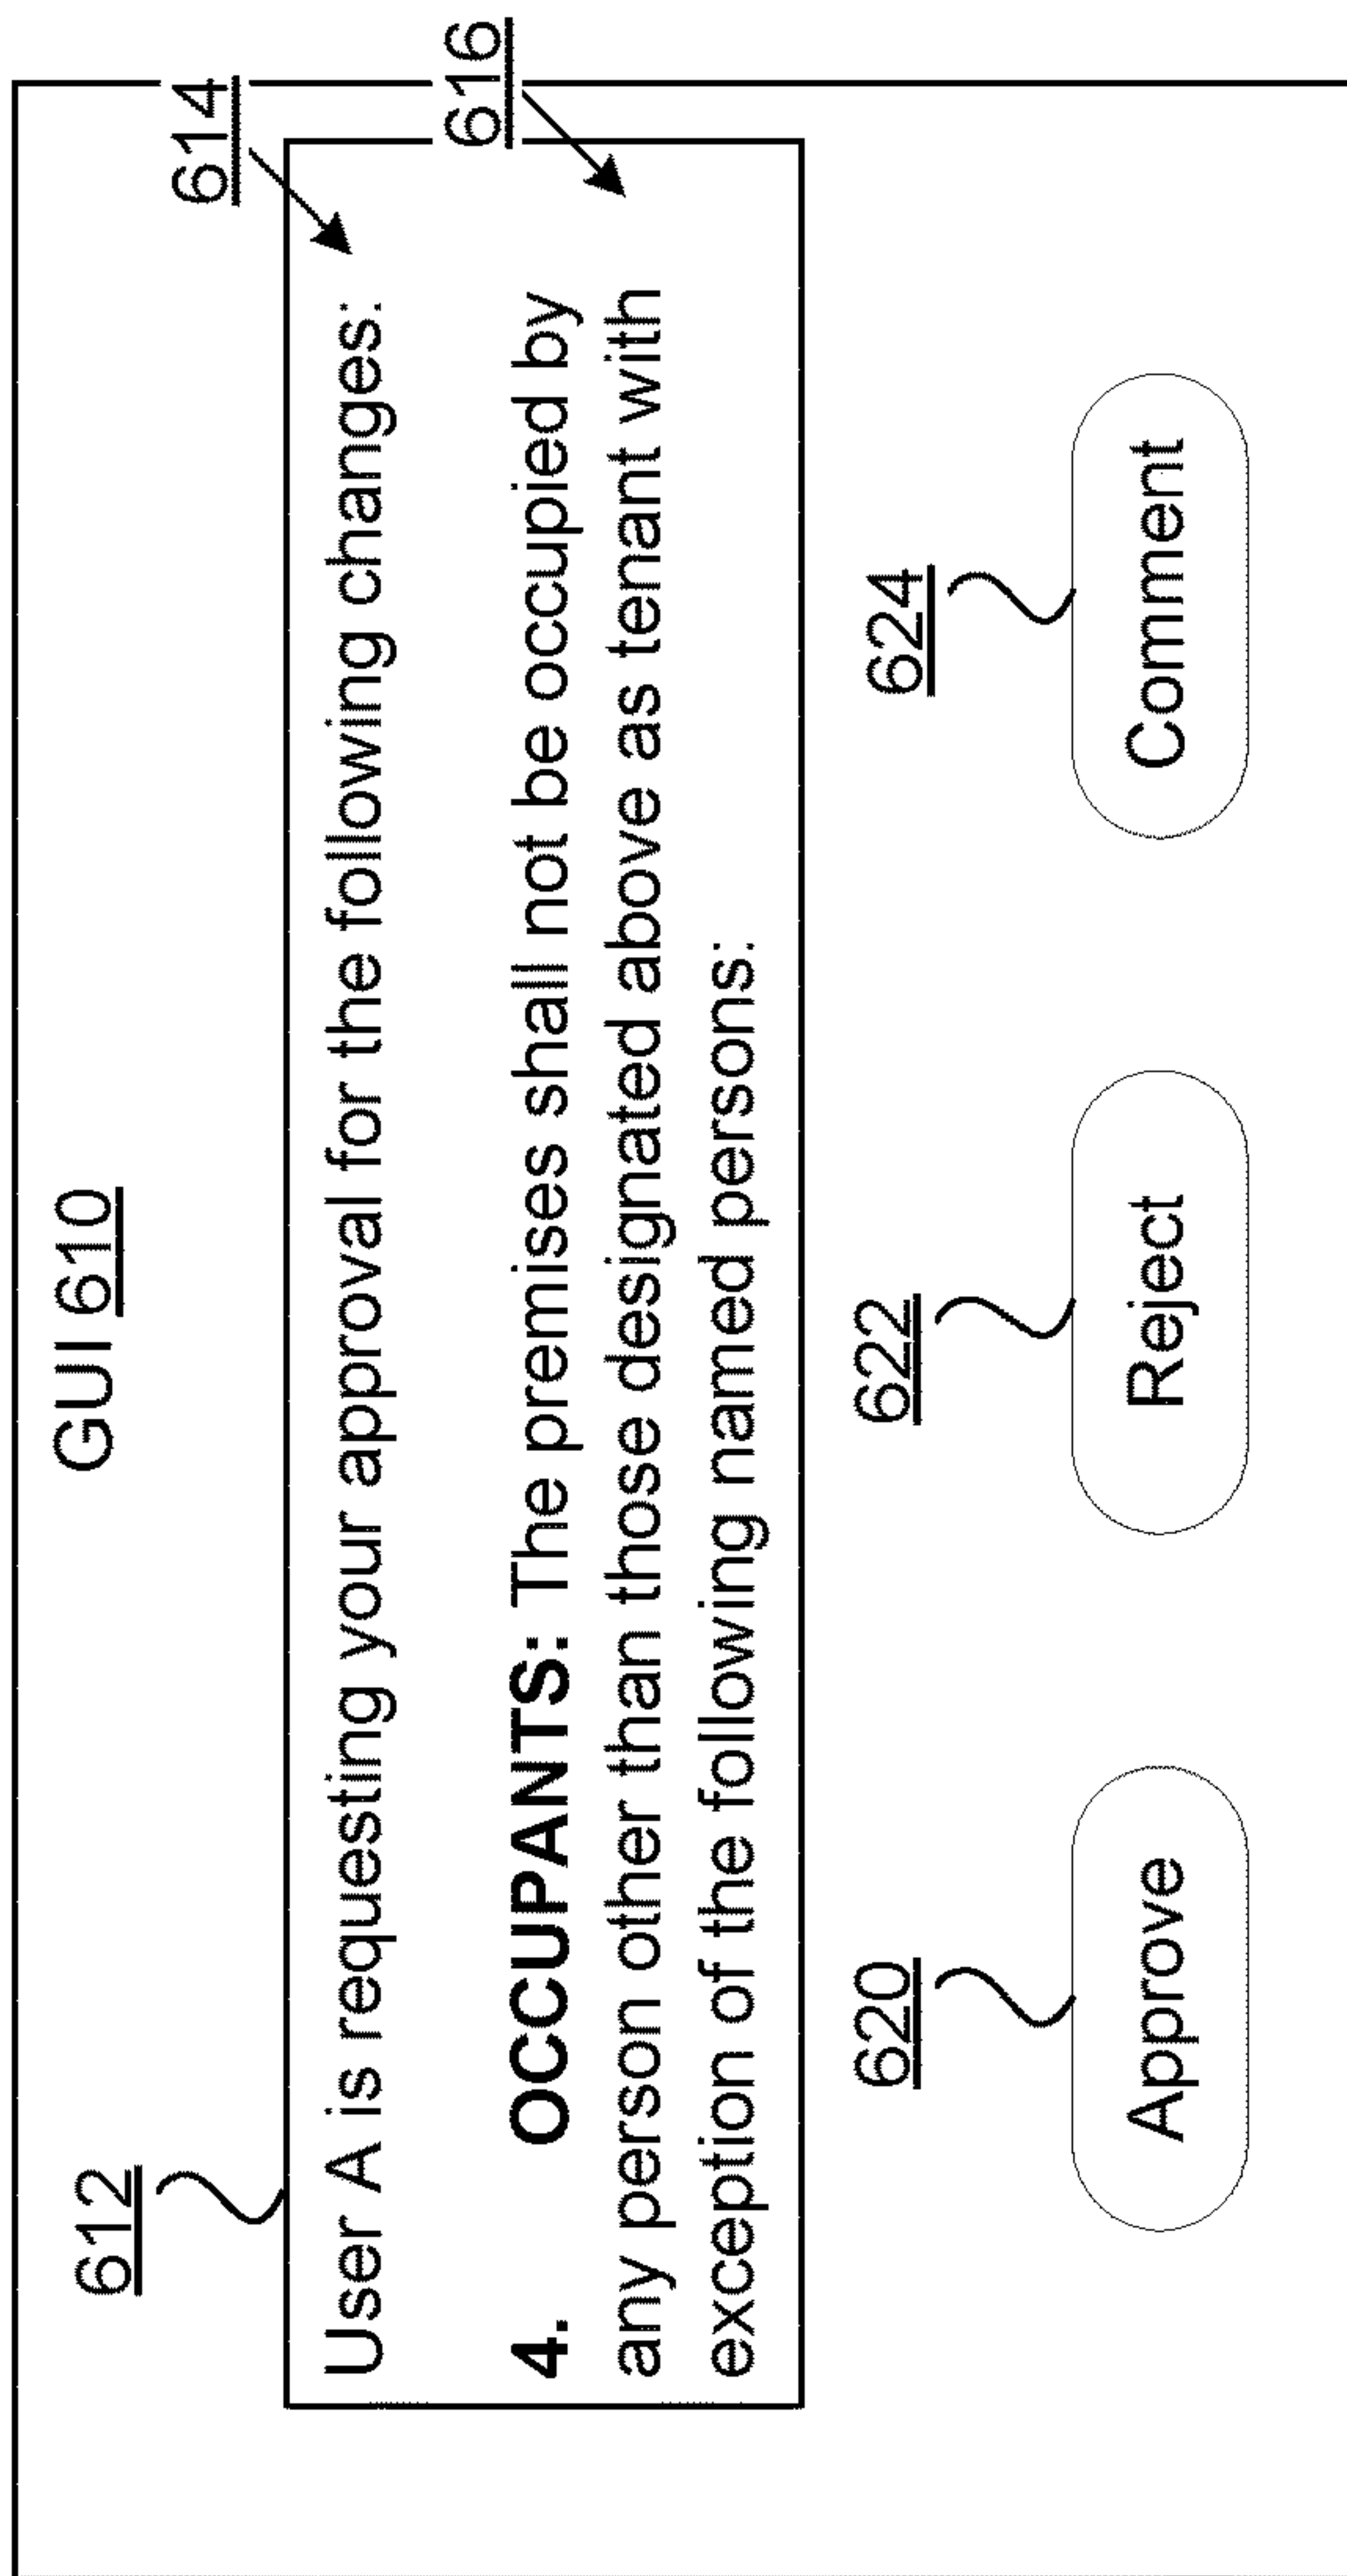 GUI 610
612
614
User A is requesting your approval for the following changes:
616
4. OCCUPANTS: The premises shall not be occupied by
any person other than those designated above as tenant with
exception of the following named persons:
620
622
624
Approve
Reject
Comment